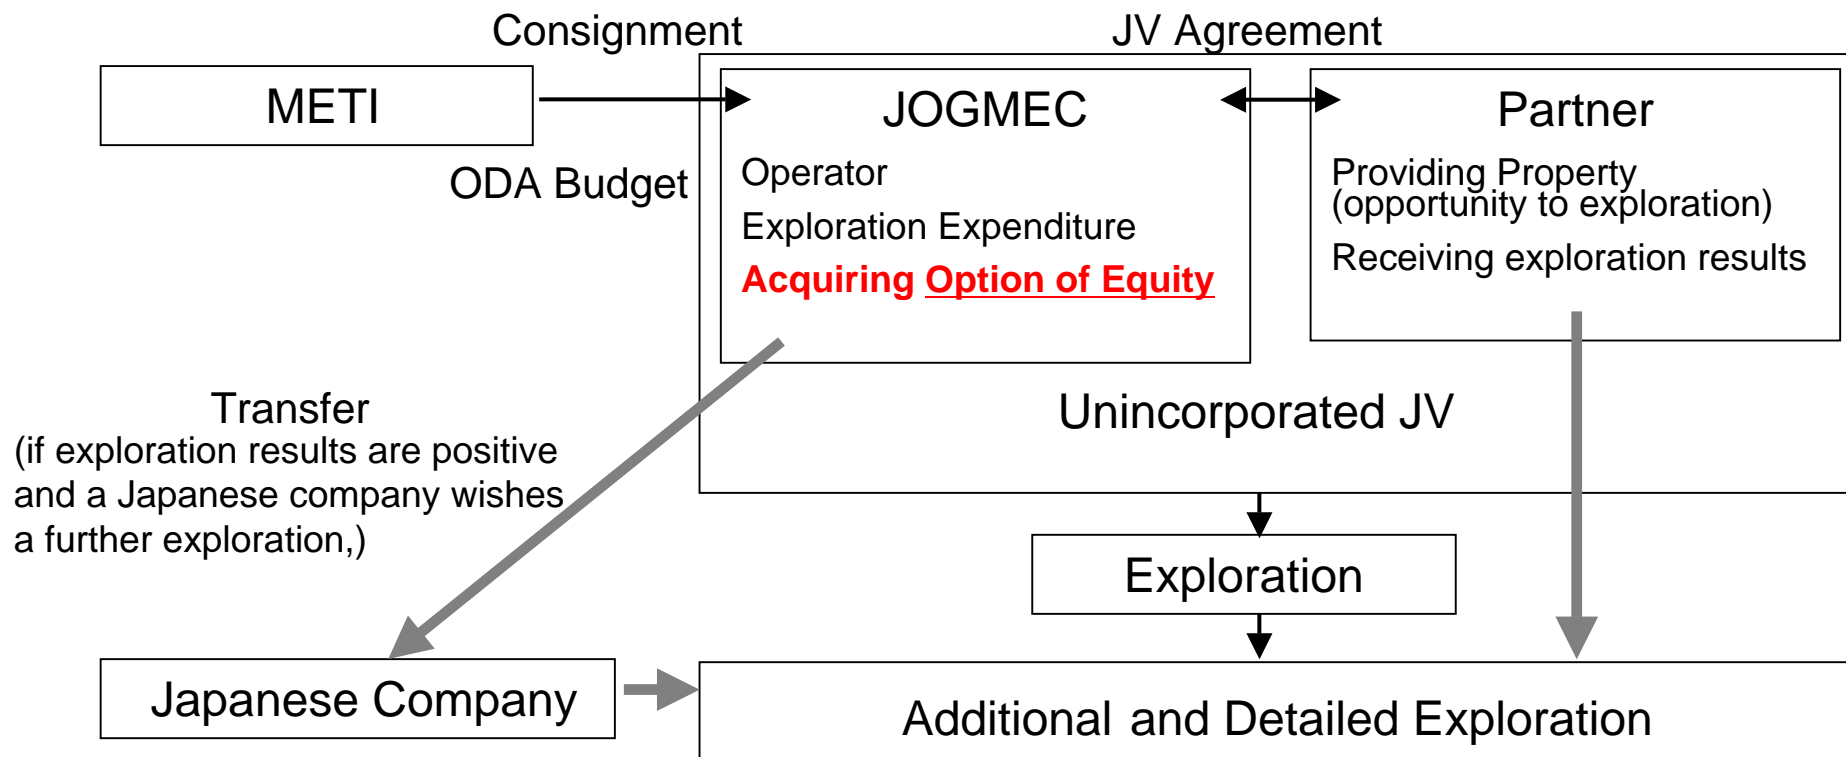 Consignment
JV Agreement
METI
JOGMEC
Partner
ODA Budget
Operator
Exploration Expenditure
Acquiring Option of Equity
Providing Property
(opportunity to exploration)
Receiving exploration results
Transfer
(if exploration results are positive
and a Japanese company wishes
a further exploration,)
Unincorporated JV
Exploration
Japanese Company
Additional and Detailed Exploration